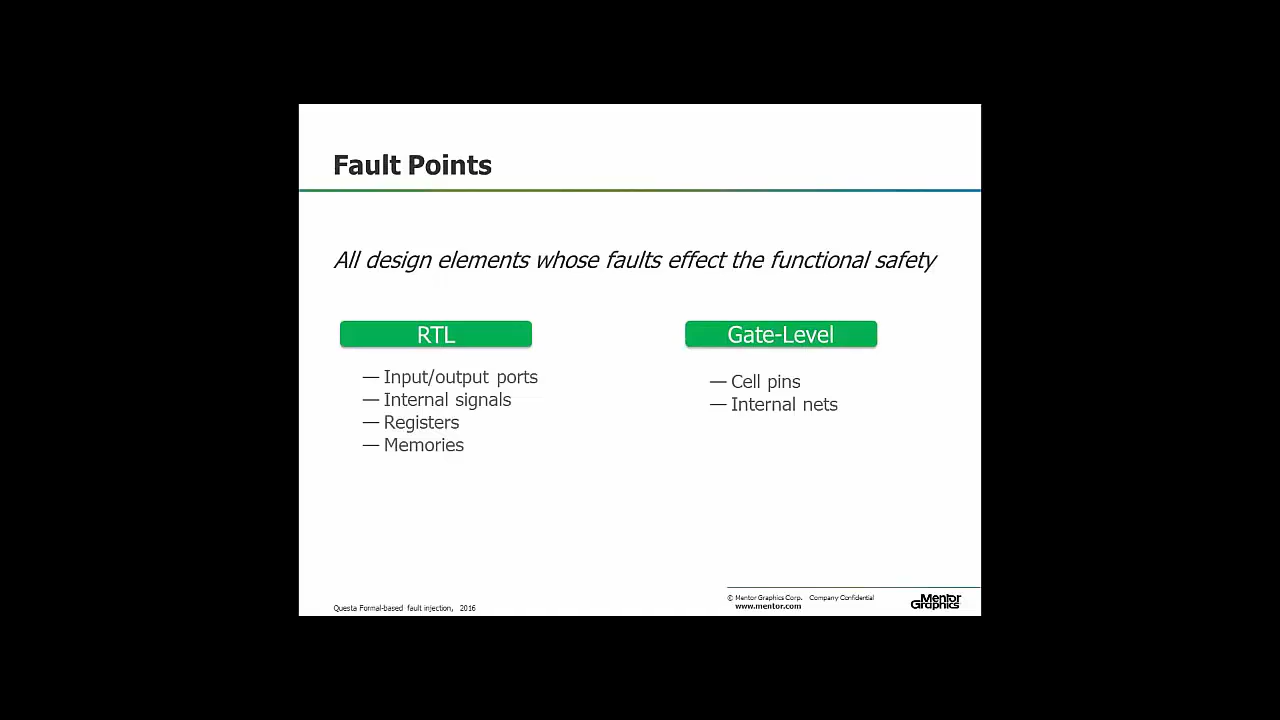 Fault Points
All design elements whose faults effect the functional safety
RTL
— Input/output ports
— Internal signals
— Registers
— Memories
Gate-Level
— Cell pins
— Internal nets
Questa Formal-based fault injection, 2016
© Mentor Graphics Corp. Company Confidential
www.mentor.com
Mentor
Graphics